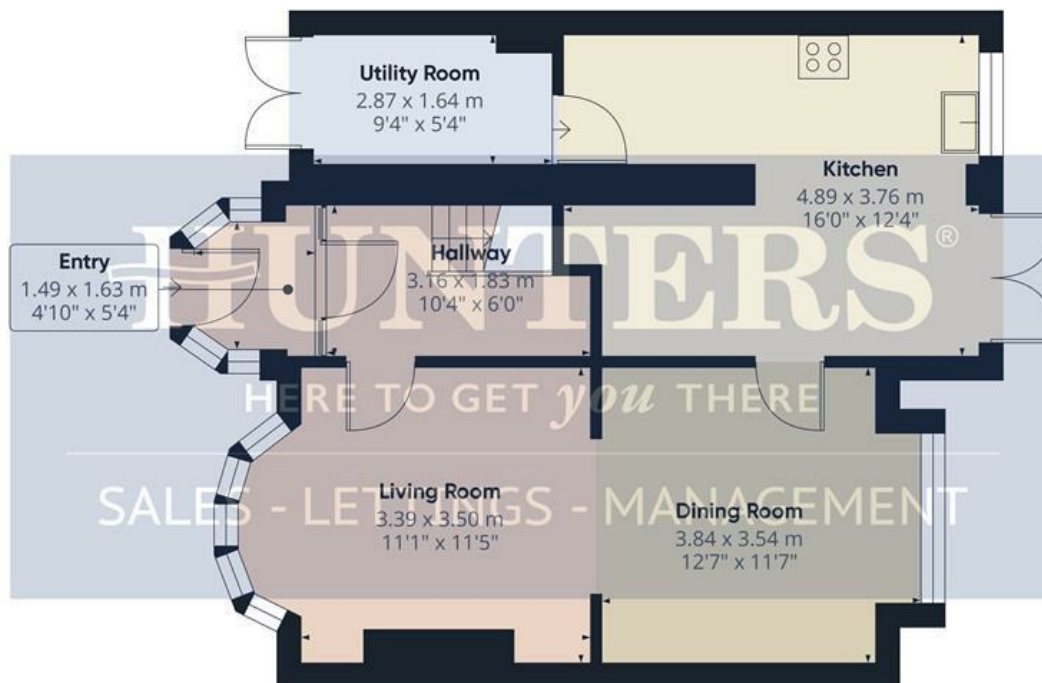 Utility Room
2.87 x 1.64 m
9'4" x 5'4"
Kitchen
4.89 x 3.76 m
16'0" x 12'4"
Entry
1.49 x 1.63 m
4'10" x 5'4"
Hallway
3.16 x 1.83 m
10'4" x 6'0"
HUNTERS®
HERE TO GET you THERE
Living Room
3.39 x 3.50 m
11'1" x 11'5"
Dining Room
3.84 x 3.54 m
12'7" x 11'7"
SALES - LETTINGS - MANAGEMENT